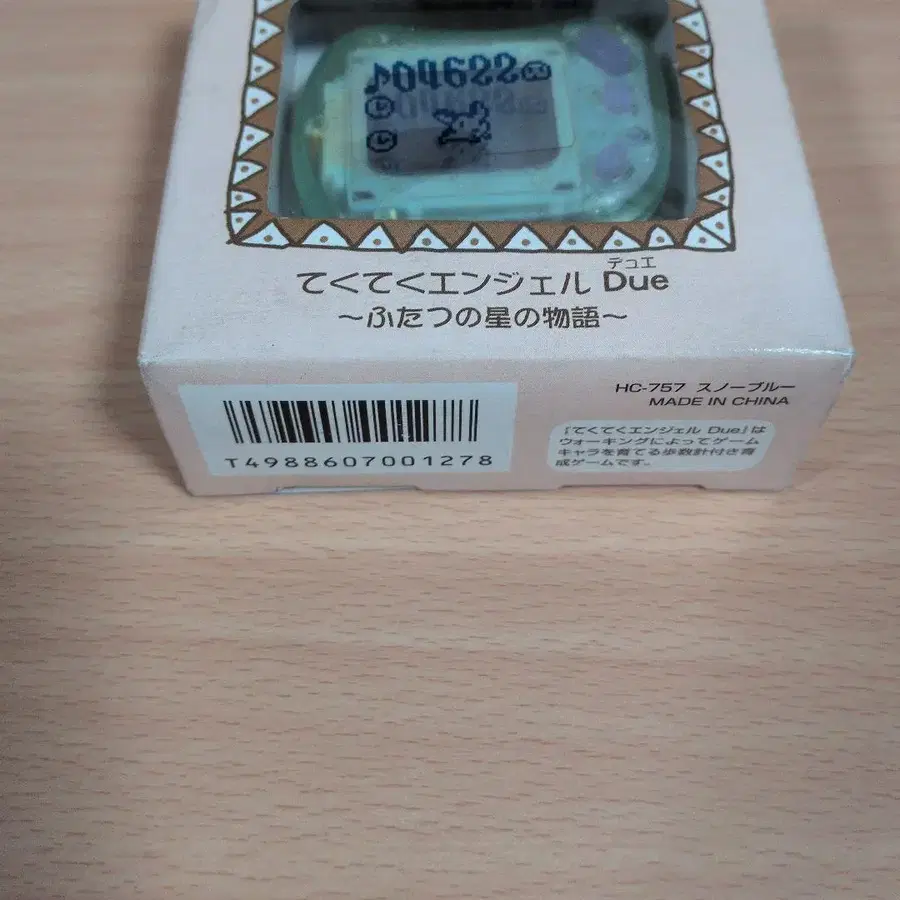 04622
デュエ
てくてくエンジェル Due
～ふたつの星の物語～
HC-757 スノーブルー
MADE IN CHINA
T4988607001278
『てくてくエンジェル Due』は
ウォーキングによってゲーム
キャラを育てる歩数計付き育
成ゲームです。